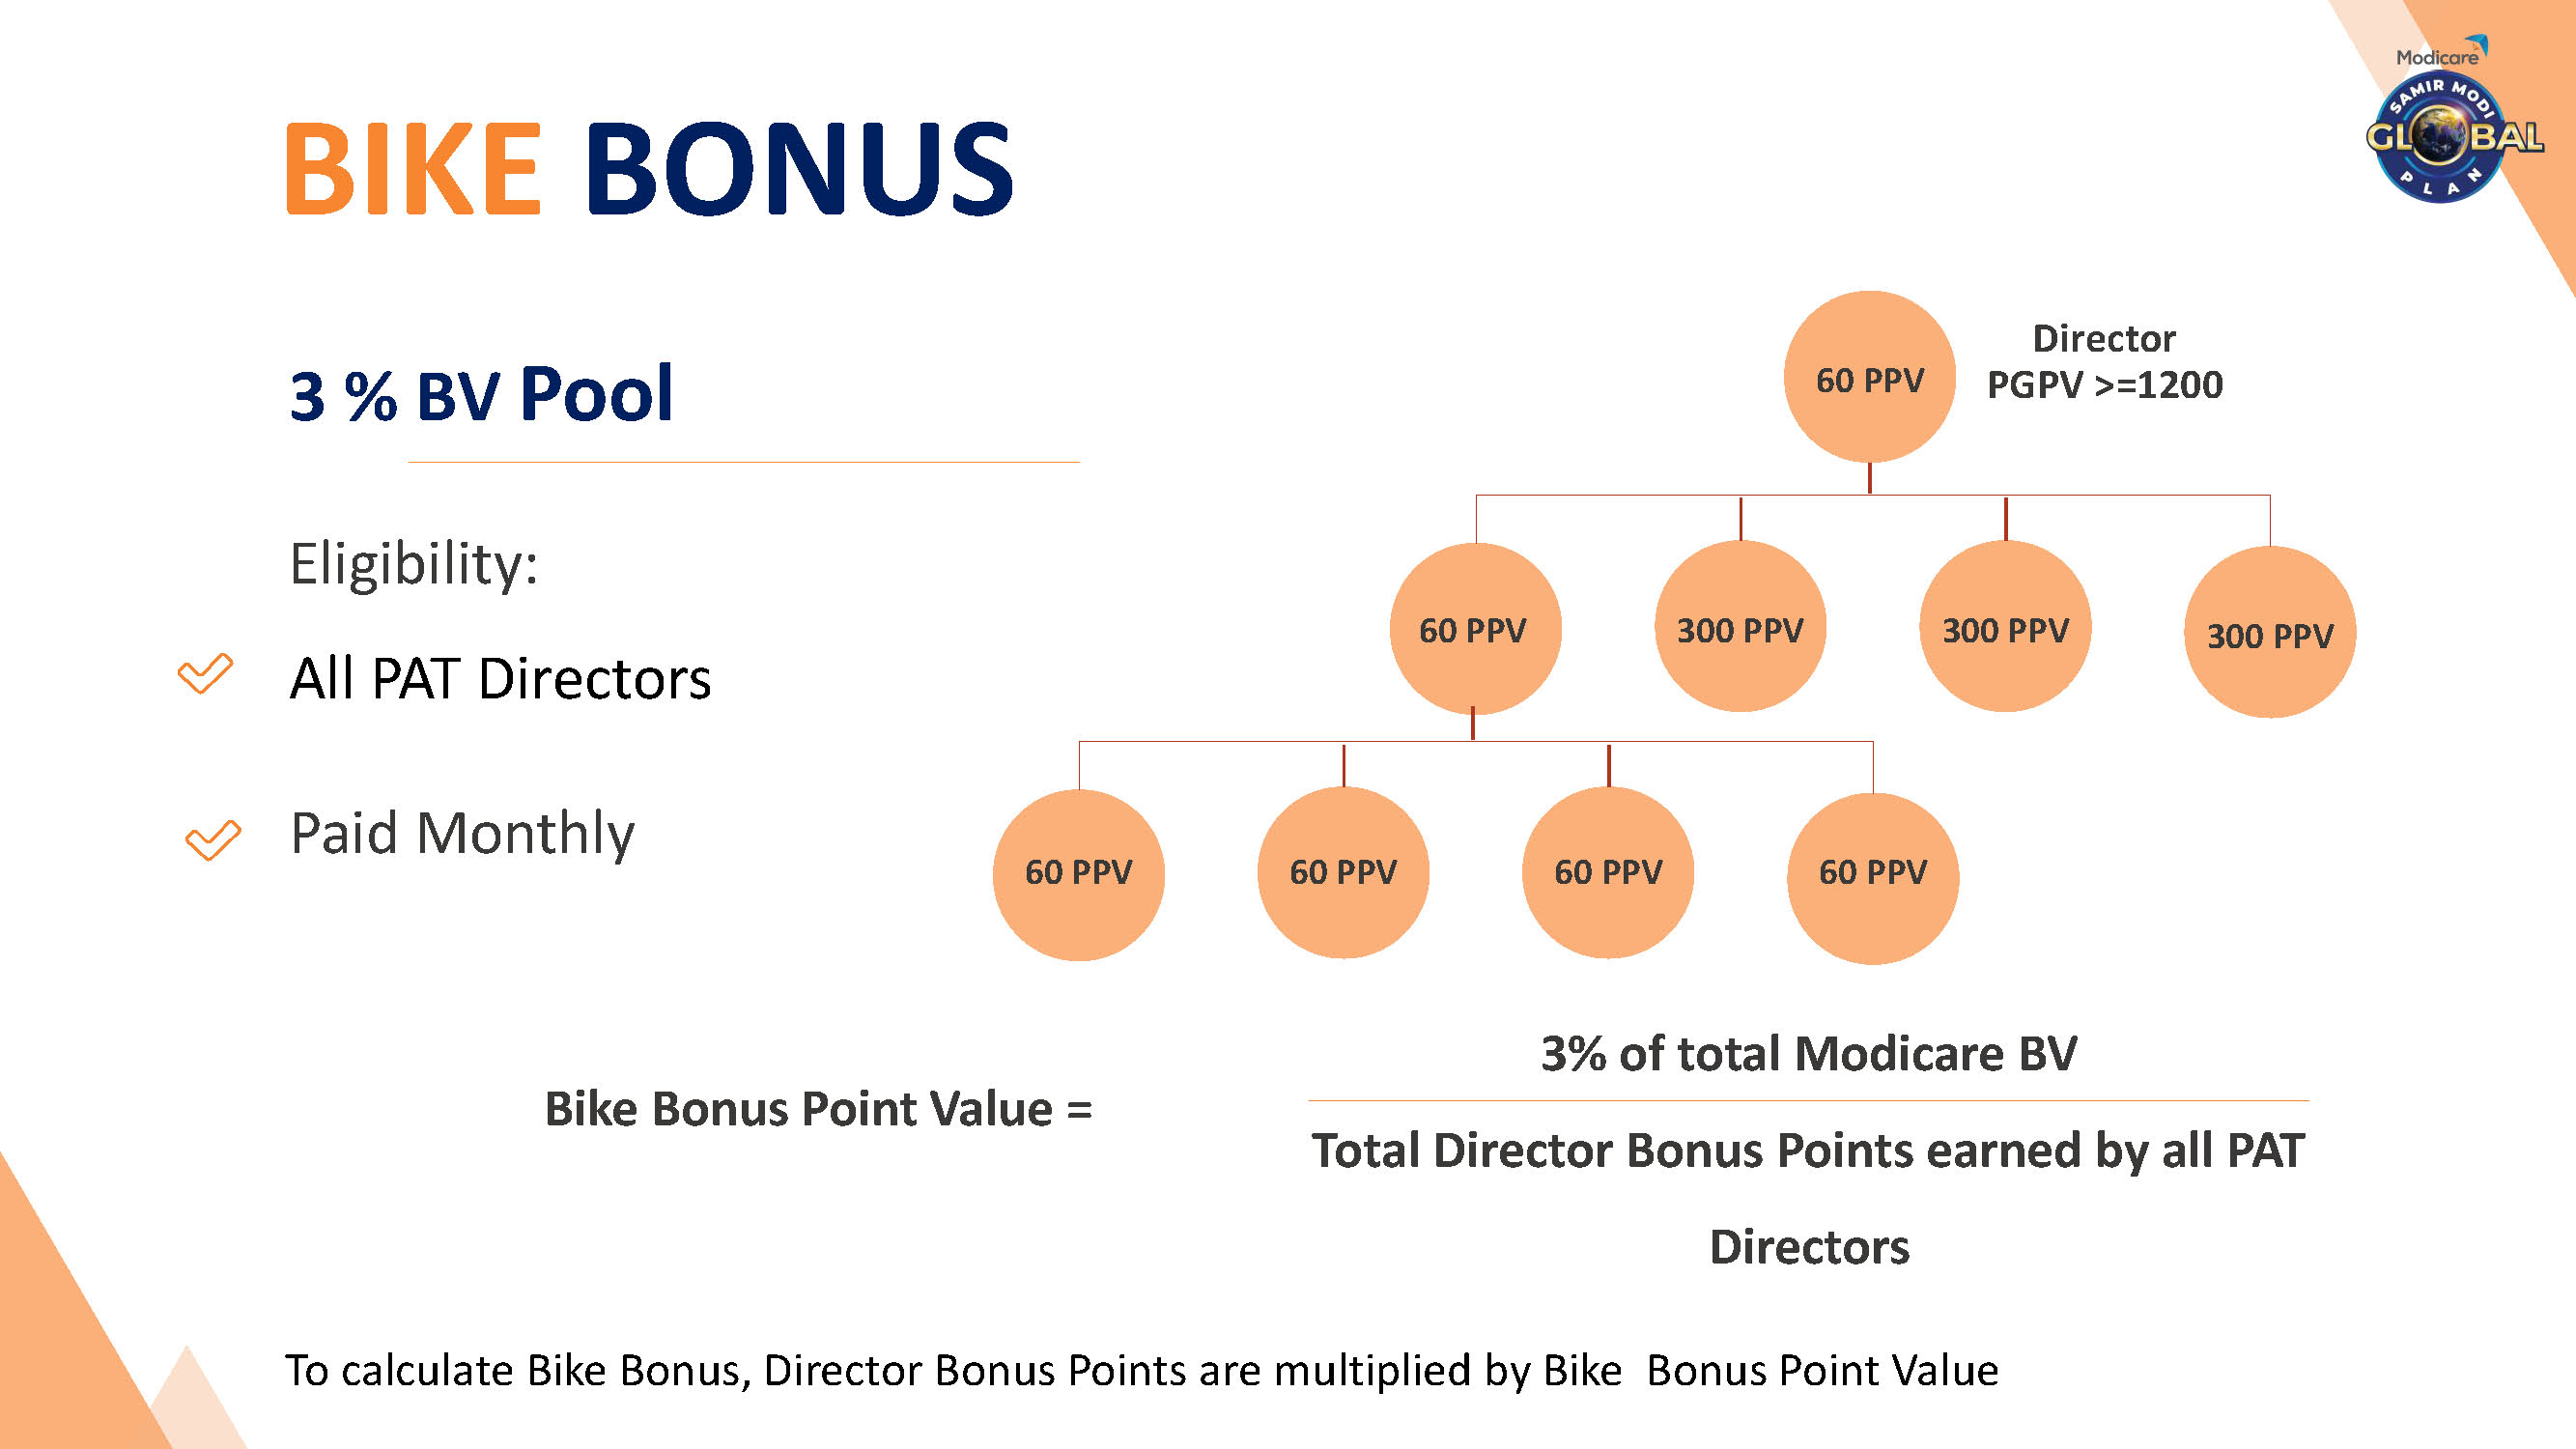 Modicare
SAMIR MODI
GLOBAL
PLAN
BIKE BONUS
3 % BV Pool
Eligibility:
All PAT Directors
Paid Monthly
60 PPV
Director
PGPV >=1200
60 PPV
300 PPV
300 PPV
300 PPV
60 PPV
60 PPV
60 PPV
60 PPV
Bike Bonus Point Value =
3% of total Modicare BV
Total Director Bonus Points earned by all PAT
Directors
To calculate Bike Bonus, Director Bonus Points are multiplied by Bike Bonus Point Value